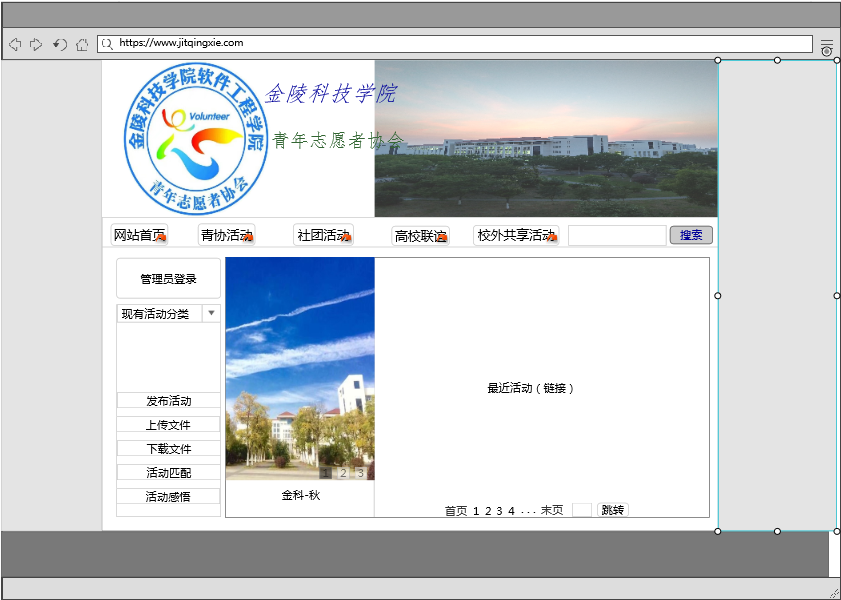 https://www.jitqingxie.com
金陵科技学院软件工程学院
Volunteer
青年志愿者协会
金陵科技学院
青年志愿者协会
网站首页
青协活动
社团活动
高校联谊
校外共享活动
搜索
管理员登录
现有活动分类
发布活动
上传文件
下载文件
活动匹配
活动感悟
1 2 3
金科-秋
最近活动（链接）
首页 1 2 3 4 ... 末页 跳转